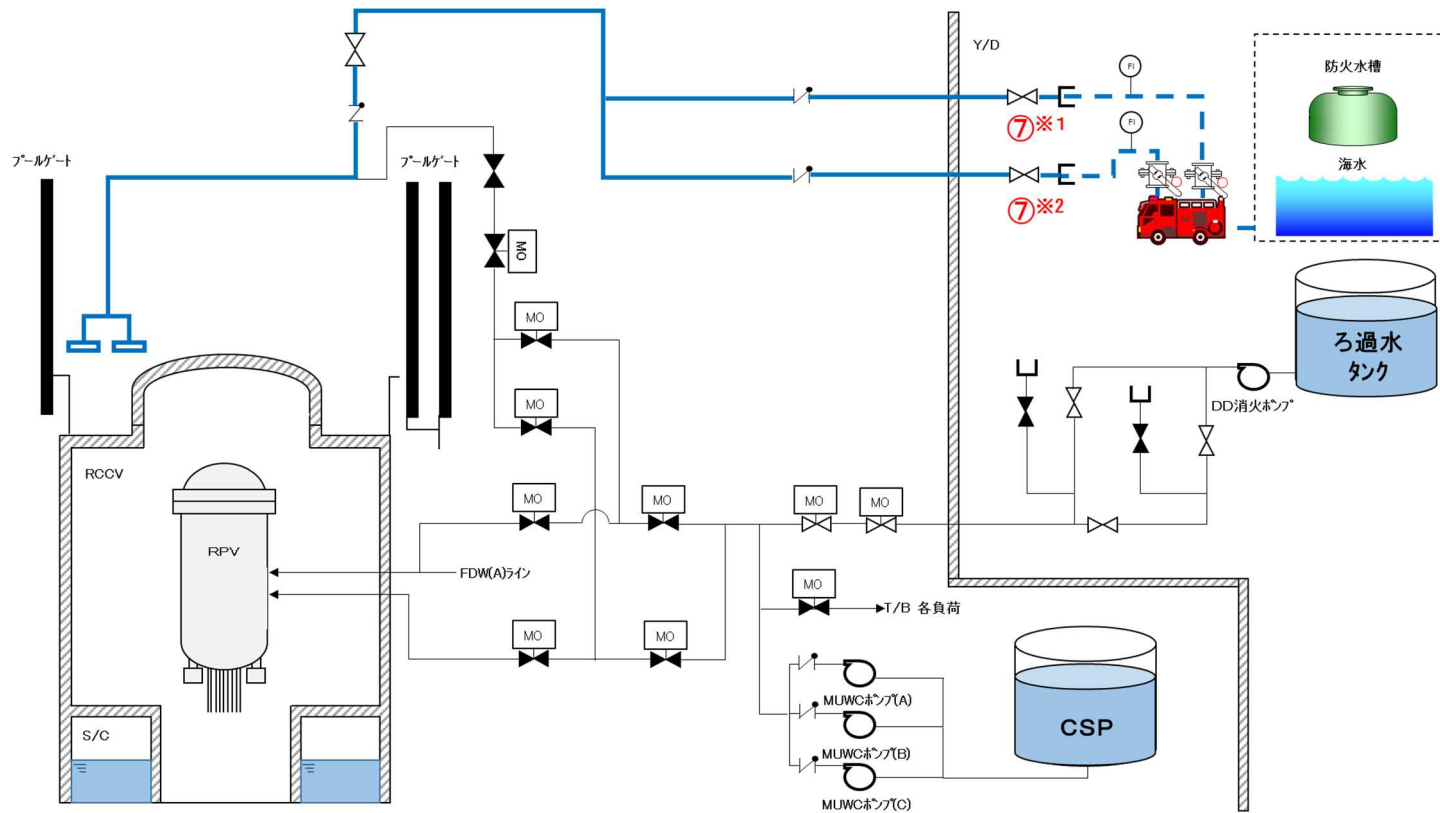 Y/D
FI
防火水槽
⑦※1
FI
海水
プールゲート
プールゲート
⑦※2
MO
MO
ろ過水
タンク
MO
DD消火ポンプ
RCCV
MO
MO
MO
MO
RPV
FDW(A)ライン
MO
T/B 各負荷
MO
MO
MUWCポンプ(A)
S/C
CSP
MUWCポンプ(B)
MUWCポンプ(C)